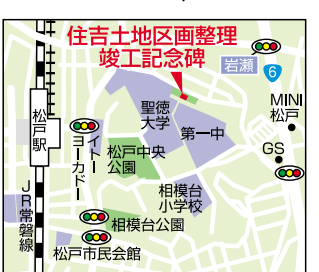 住吉土地区画整理
竣工記念碑
岩瀬
6
MINI
松戸
聖徳
大学
第一中
GS
松戸駅
イトー
ヨーカドー
松戸中央
公園
相模台
小学校
JR常磐線
相模台公園
松戸市民会館